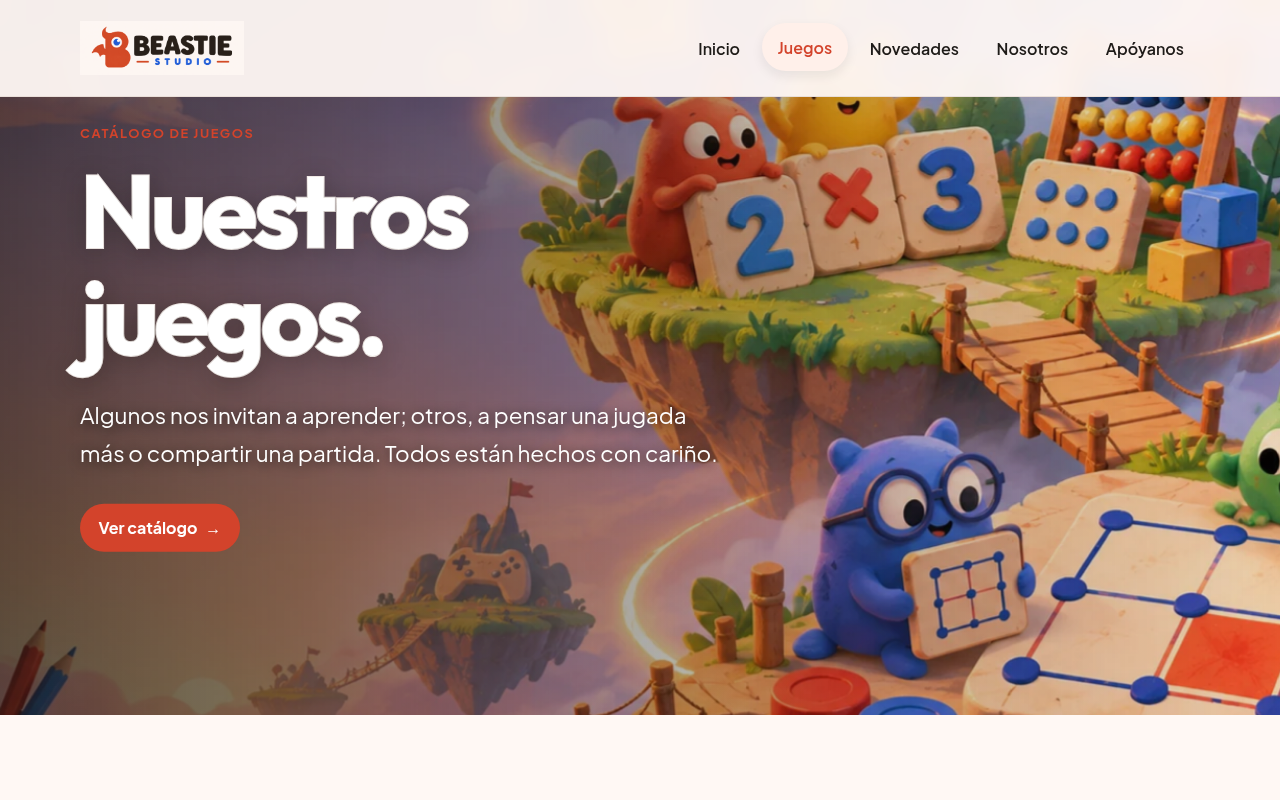 BEASTIE
STUDIO
Inicio
Juegos
Novedades
Nosotros
Apóyanos
CATÁLOGO DE JUEGOS
Nuestros
juegos.
Algunos nos invitan a aprender; otros, a pensar una jugada
más o compartir una partida. Todos están hechos con cariño.
Ver catálogo →
2 × 3